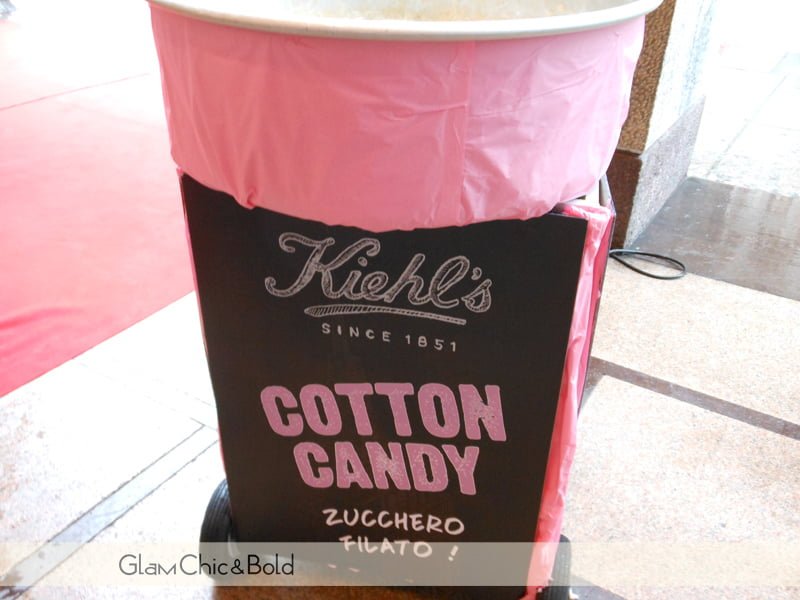 Kiehl's
SINCE 1851
COTTON
CANDY
ZUCCHERO
FILATO !
GlamChic&Bold